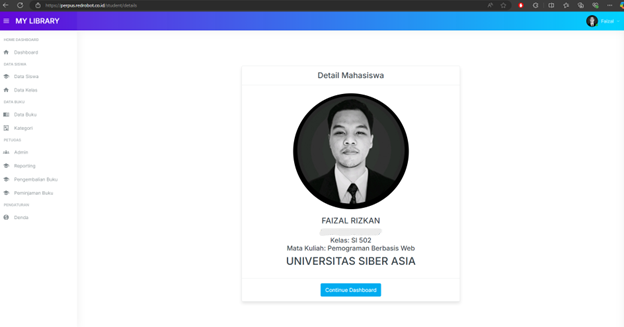 https://perpus.redrobot.co.id/student/details
MY LIBRARY
Faizal
HOME DASHBOARD
Dashboard
DATA SISWA
Data Siswa
Data Kelas
DATA BUKU
Data Buku
Kategori
PETUGAS
Admin
Reporting
Pengembalian Buku
Peminjaman Buku
PENGATURAN
Denda
Detail Mahasiswa
FAIZAL RIZKAN
Kelas: SI 502
Mata Kuliah: Pemograman Berbasis Web
UNIVERSITAS SIBER ASIA
Continue Dashboard